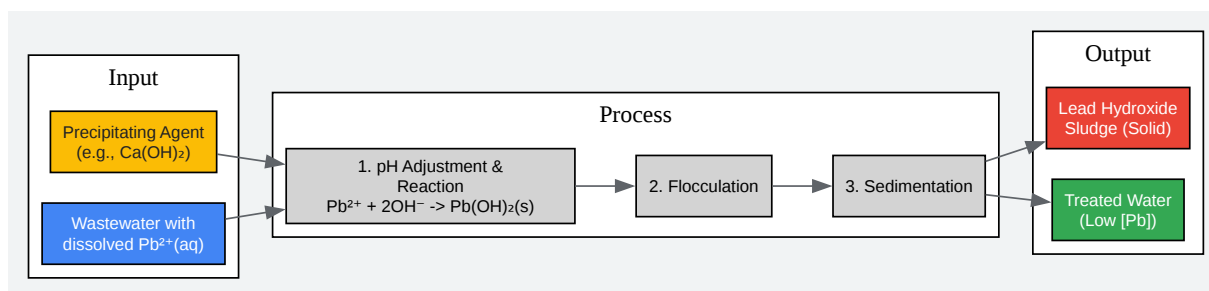 Input
Precipitating Agent
(e.g., Ca(OH)₂)
Wastewater with
dissolved Pb²⁺(aq)
Process
1. pH Adjustment &
Reaction
Pb²⁺ + 2OH⁻ -> Pb(OH)₂(s)
2. Flocculation
3. Sedimentation
Output
Lead Hydroxide
Sludge (Solid)
Treated Water
(Low [Pb])